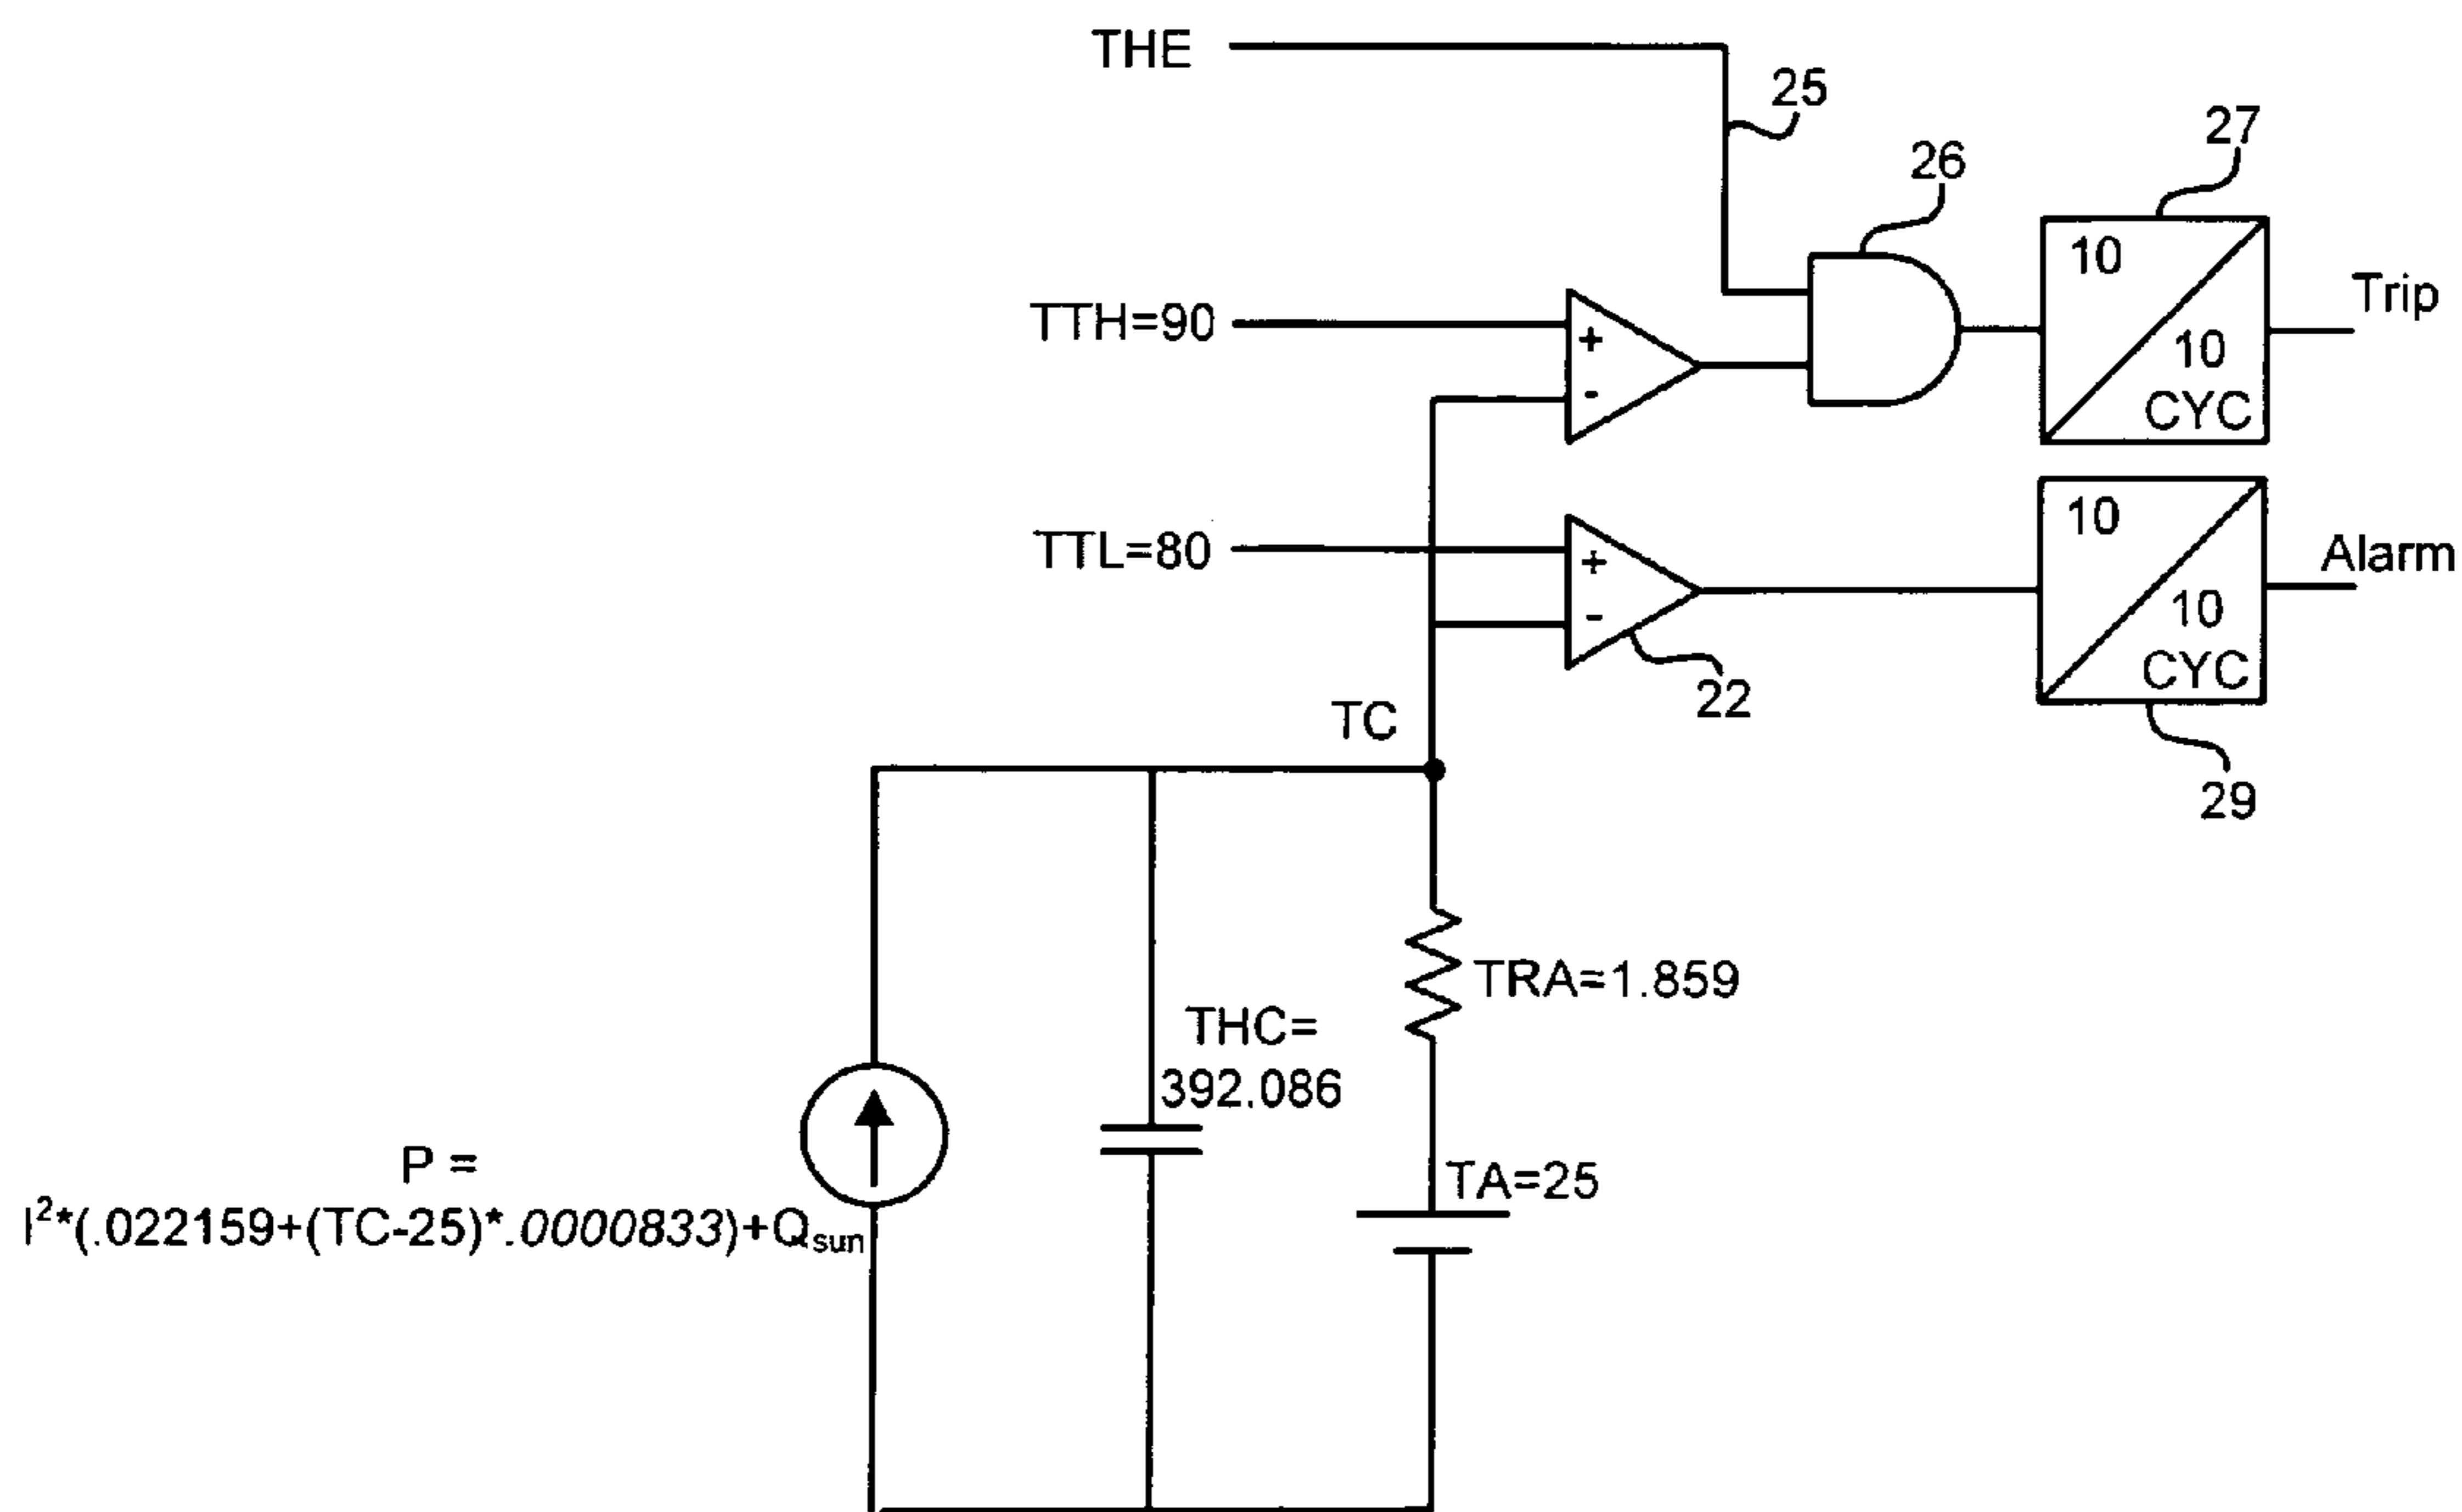 THE
25
26
27
10
10
CYC
Trip
TTH=90
+
-
TTL=80
+
-
22
10
10
CYC
Alarm
29
TC
TRA=1.859
THC=
392.086
TA=25
P =
I²*(.022159+(TC-25)*.0000833)+Qsun